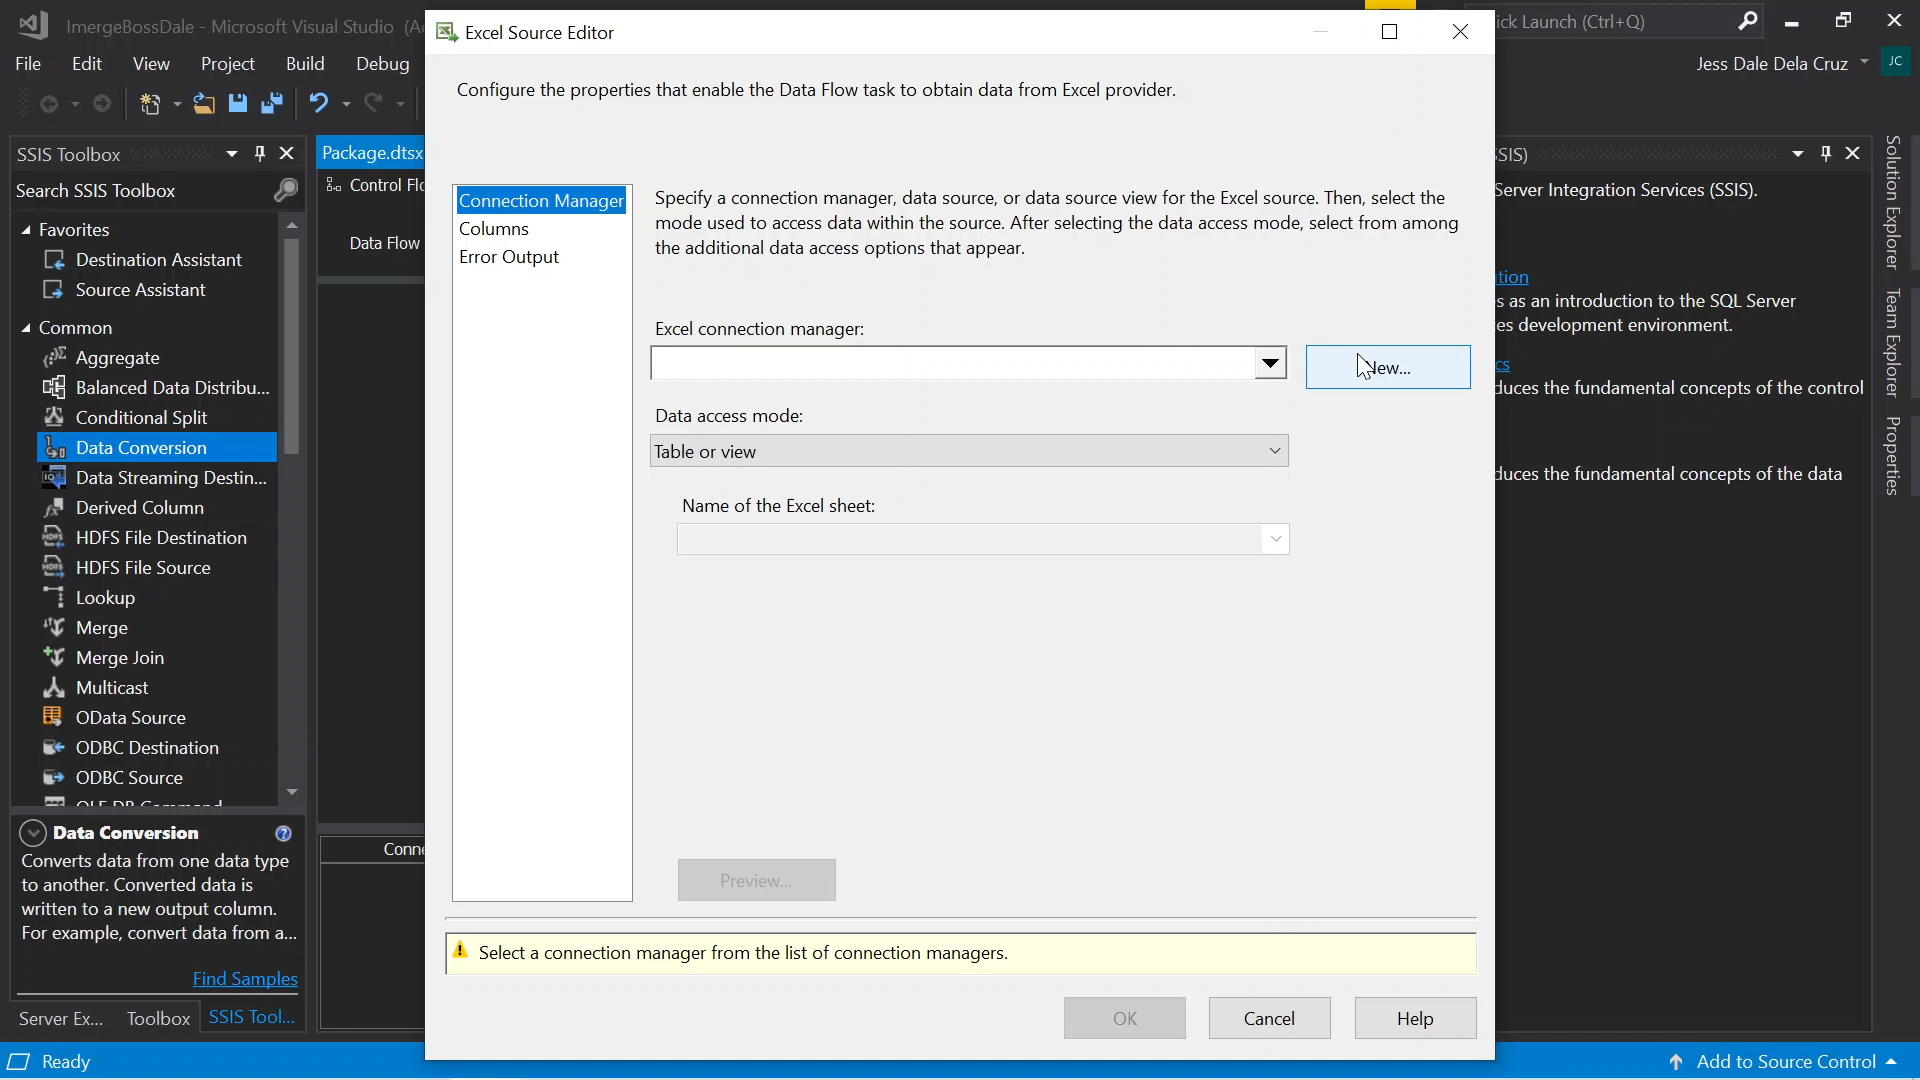 ImergeBossDale - Microsoft Visual Studio (A
Excel Source Editor
ick Launch (Ctrl+Q)
File Edit View Project Build Debug
Jess Dale Dela Cruz JC
Configure the properties that enable the Data Flow task to obtain data from Excel provider.
SSIS Toolbox
Search SSIS Toolbox
Favorites
Destination Assistant
Source Assistant
Common
Aggregate
Balanced Data Distribu...
Conditional Split
Data Conversion
Data Streaming Destin...
Derived Column
HDFS File Destination
HDFS File Source
Lookup
Merge
Merge Join
Multicast
OData Source
ODBC Destination
ODBC Source
OLE DB Command
Data Conversion
Converts data from one data type
to another. Converted data is
written to a new output column.
For example, convert data from a...
Find Samples
Server Ex... Toolbox SSIS Tool...
Package.dtsx
Control Flo
Data Flow
Conne
Connection Manager
Columns
Error Output
Specify a connection manager, data source, or data source view for the Excel source. Then, select the
mode used to access data within the source. After selecting the data access mode, select from among
the additional data access options that appear.
Excel connection manager:
New...
Data access mode:
Table or view
Name of the Excel sheet:
Preview...
Select a connection manager from the list of connection managers.
OK Cancel Help
SIS)
Server Integration Services (SSIS).
tion
s as an introduction to the SQL Server
es development environment.
cs
duces the fundamental concepts of the control
duces the fundamental concepts of the data
Solution Explorer
Team Explorer
Properties
Ready
Add to Source Control